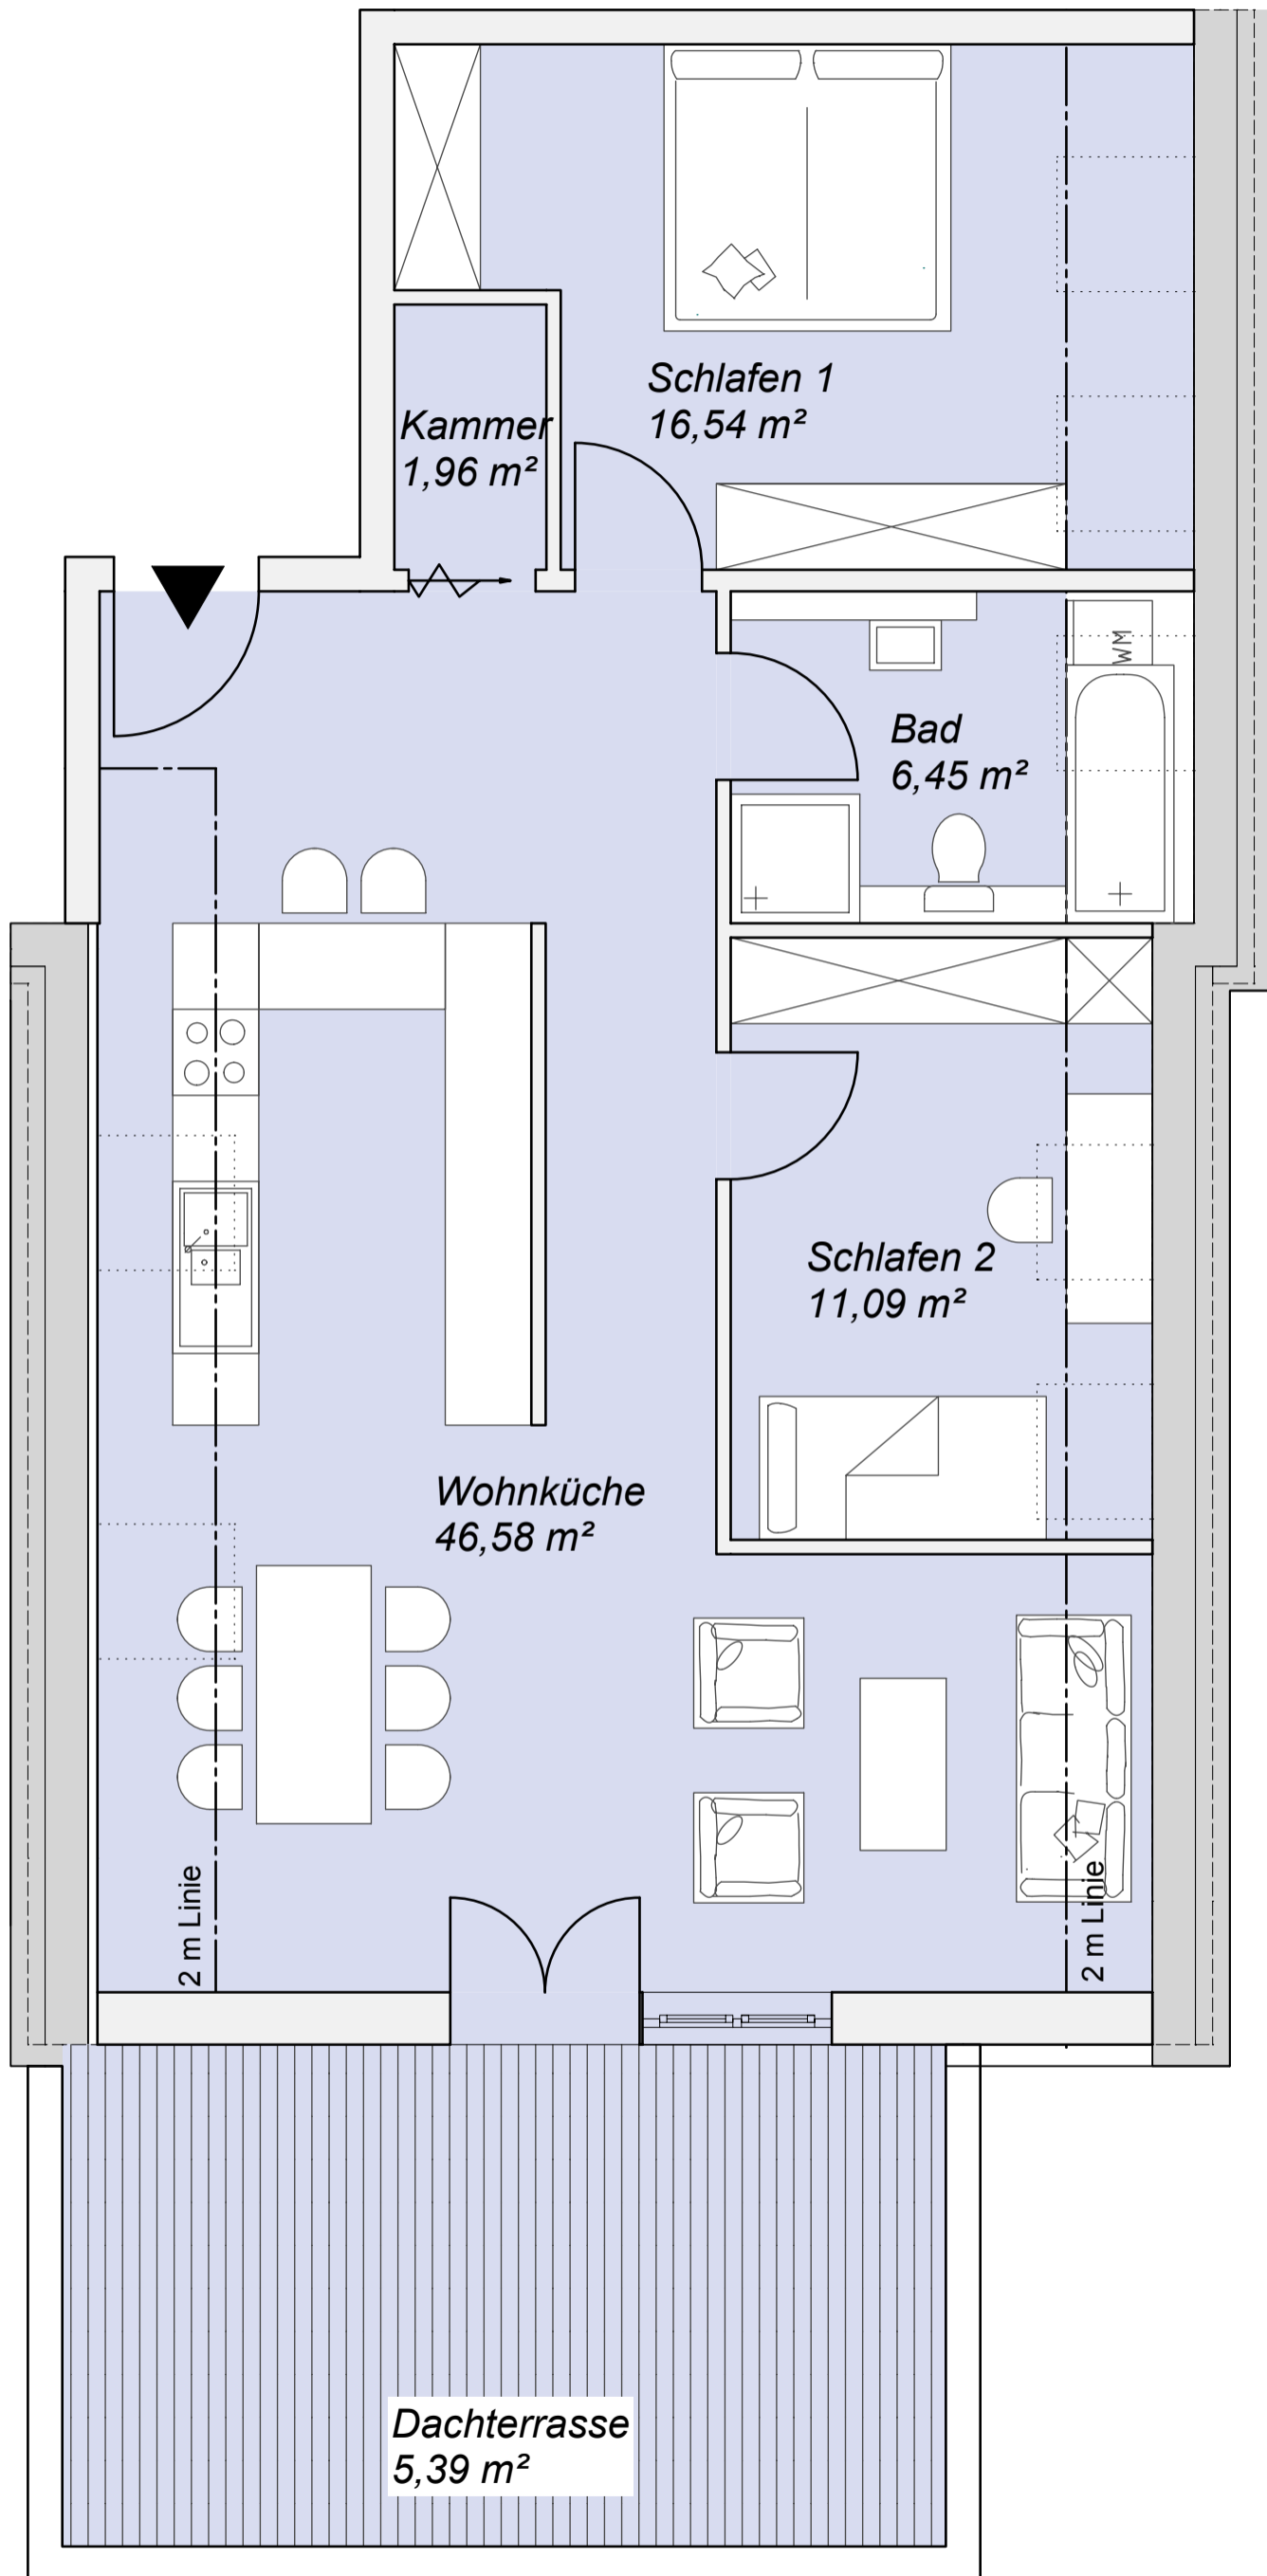 Schlafen 1
16,54 m²
Kammer
1,96 m²
WM
Bad
6,45 m²
Schlafen 2
11,09 m²
Wohnküche
46,58 m²
2 m Linie
2 m Linie
Dachterrasse
5,39 m²